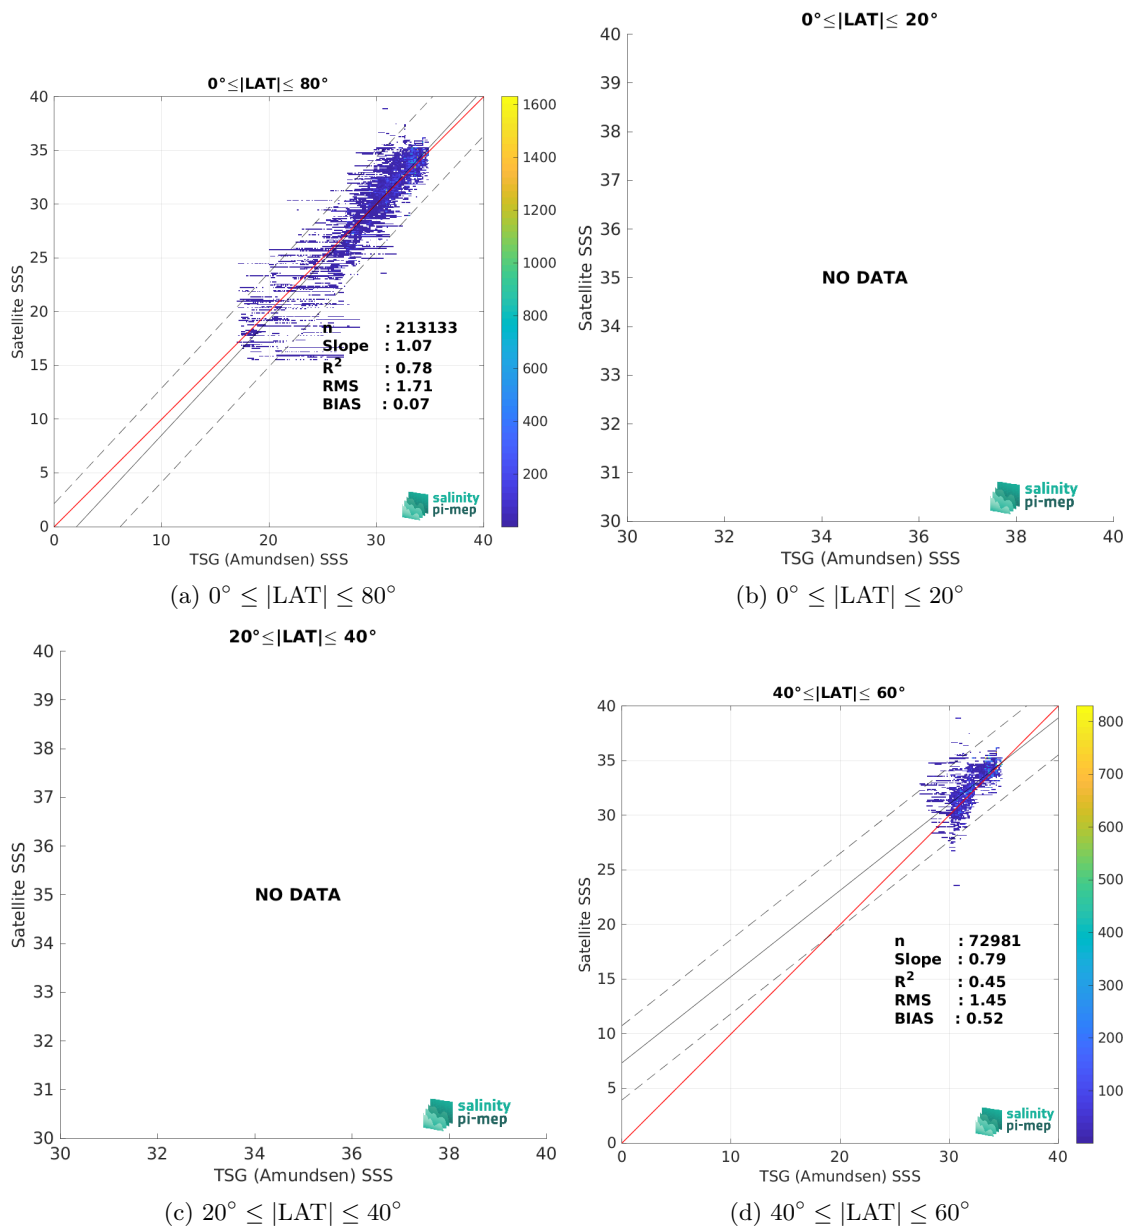 0°≤|LAT|≤ 80°
40
35
30
25
20
15
10
5
0
Satellite SSS
n : 213133
Slope : 1.07
R² : 0.78
RMS : 1.71
BIAS : 0.07
salinity
pi-mep
0 10 20 30 40
TSG (Amundsen) SSS
1600
1400
1200
1000
800
600
400
200
(a) 0° ≤ |LAT| ≤ 80°
0°≤|LAT|≤ 20°
40
39
38
37
36
35
34
33
32
31
30
Satellite SSS
NO DATA
salinity
pi-mep
30 32 34 36 38 40
TSG (Amundsen) SSS
(b) 0° ≤ |LAT| ≤ 20°
20°≤|LAT|≤ 40°
40
39
38
37
36
35
34
33
32
31
30
Satellite SSS
NO DATA
salinity
pi-mep
30 32 34 36 38 40
TSG (Amundsen) SSS
(c) 20° ≤ |LAT| ≤ 40°
40°≤|LAT|≤ 60°
40
35
30
25
20
15
10
5
0
Satellite SSS
n : 72981
Slope : 0.79
R² : 0.45
RMS : 1.45
BIAS : 0.52
salinity
pi-mep
0 10 20 30 40
TSG (Amundsen) SSS
800
700
600
500
400
300
200
100
(d) 40° ≤ |LAT| ≤ 60°